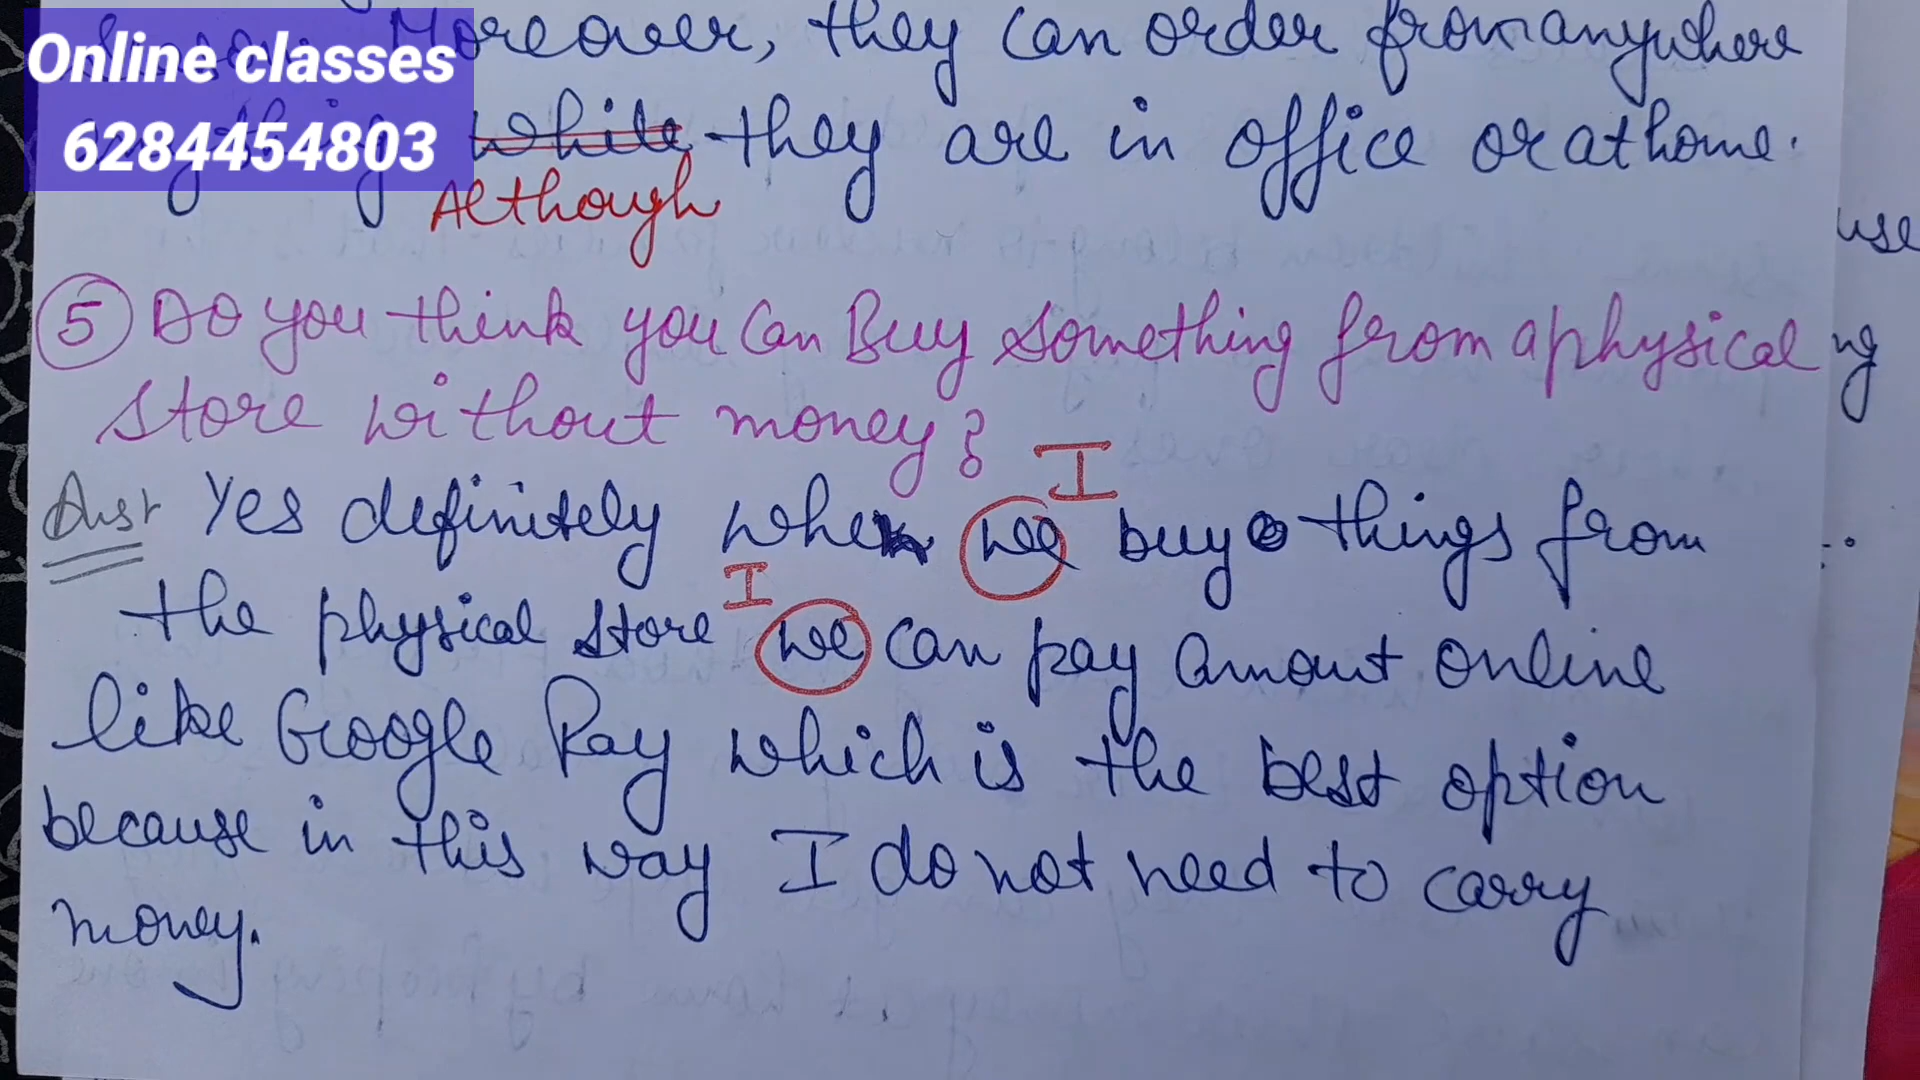 Online classes
6284454803
Moreover, they can order from anywhere
while they are in office or at home.
Although
5 Do you think you Can Buy Something from a physical
store without money?
I
Ans: Yes definitely when we buy things from
I
the physical store we can pay amout online
like Google Pay which is the best option
because in this way I do not need to carry
money.
use
ng